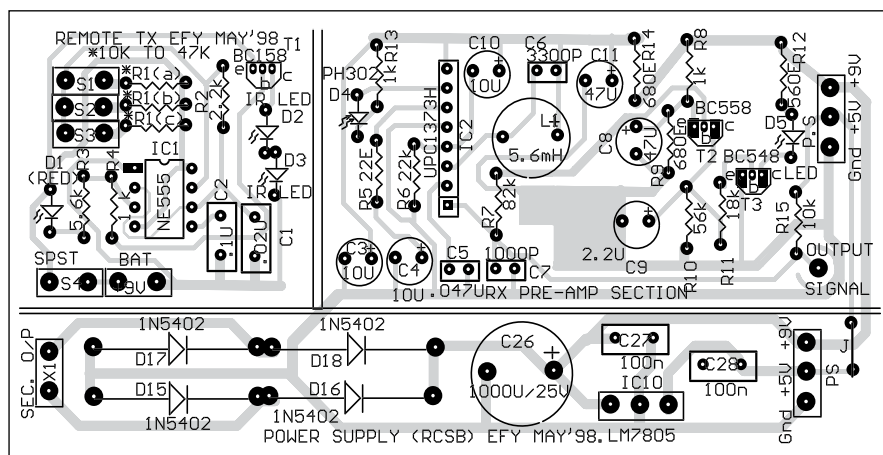 REMOTE TX EFY MAY'98
*10K TO 47K
T1
BC158
e b c
S1
S2
S3
*R1(a)
*R1(b)
*R1(c)
R2
2.2k
IR LED
D2
D3
IR LED
D1
(RED)
R3
5.6k
R4
1k
IC1
NE555
C2
.1U
C1
.02U
SPST
S4
BAT
+9V
PH302
D4
R13
1k
R5 22E
R6 22k
UPC1373H
IC2
C10
10U
C6
3300P
C11
47U
L1
5.6mH
R7
82k
R14
680E
R8
1k
C8
47U
R9
680E
BC558
e b c
T2
BC548
e b c
T3
R12
560E
D5
LED
P.S
Gnd +5V +9V
R10
56k
R11
18k
R15
10k
2.2U
C9
C3
10U
C4
10U
C5
.047U
1000P
C7
RX PRE-AMP SECTION
OUTPUT
SIGNAL
SEC. O/P
X1
1N5402
D17
1N5402
D18
D15
1N5402
D16
1N5402
C26
1000U/25V
C27
100n
C28
100n
IC10
LM7805
POWER SUPPLY (RCSB) EFY MAY'98.
Gnd +5V +9V
PS
J